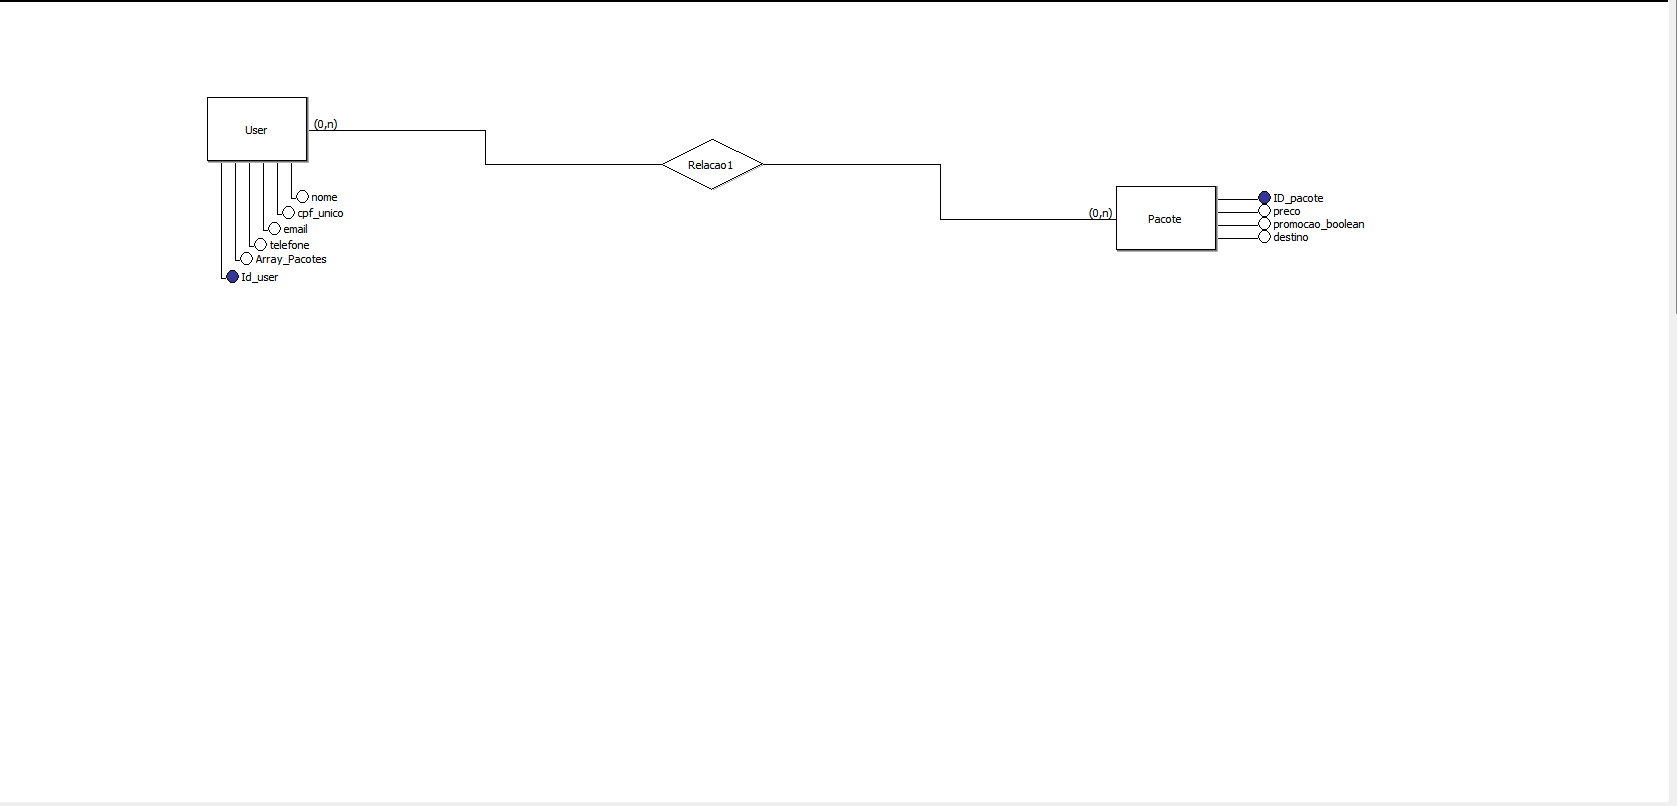 User
(0,n)
nome
cpf_unico
email
telefone
Array_Pacotes
Id_user
Relacao1
(0,n)
Pacote
ID_pacote
preco
promocao_boolean
destino